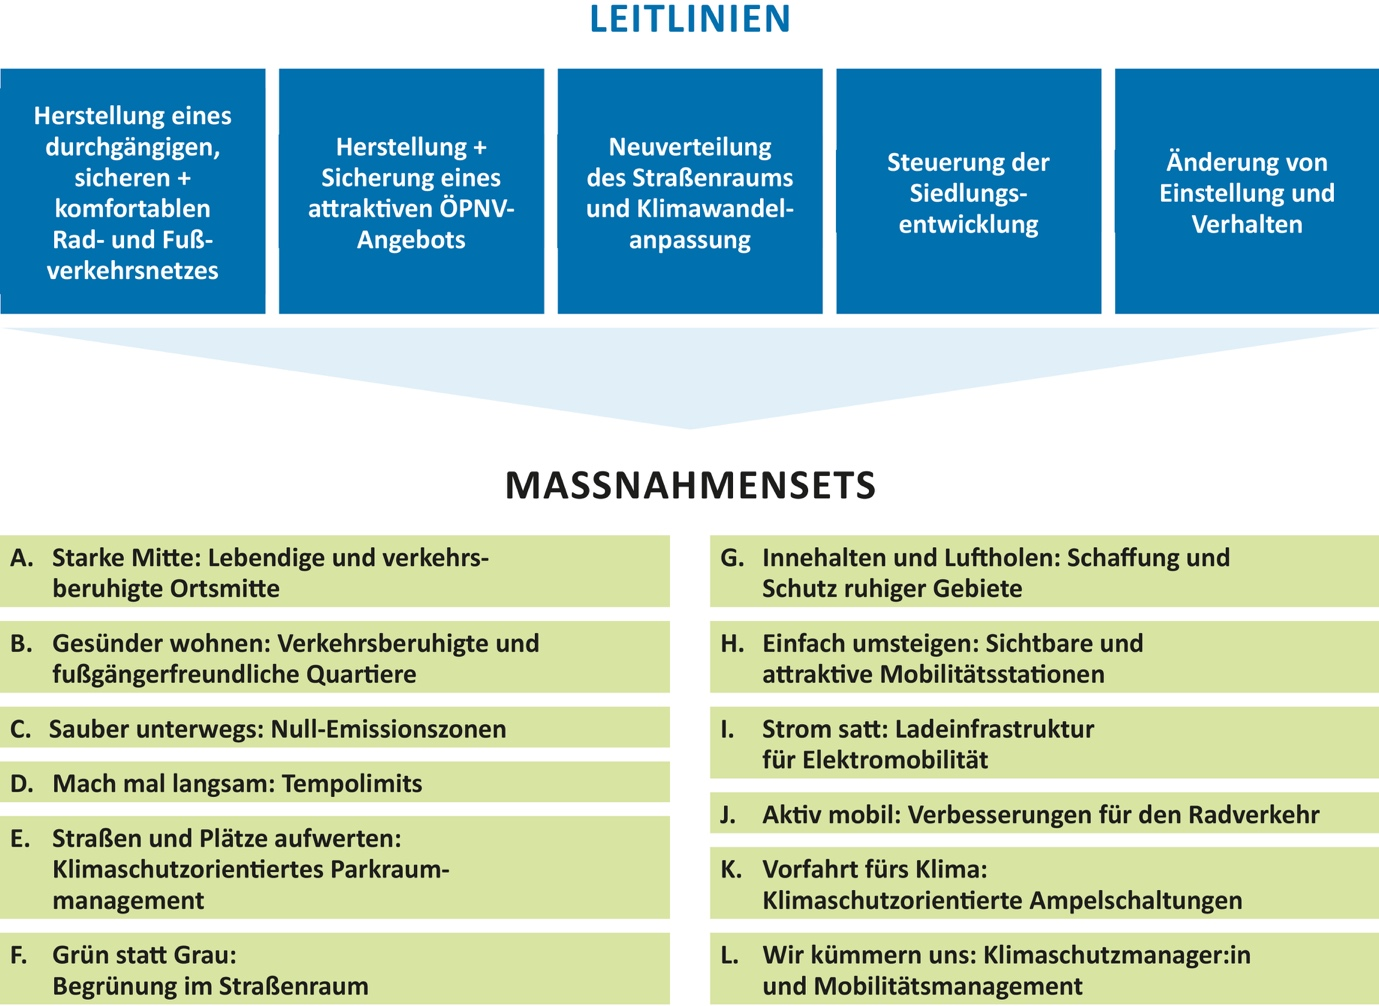 LEITLINIEN
Herstellung eines
durchgängigen,
sicheren +
komfortablen
Rad- und Fuß-
verkehrsnetzes
Herstellung +
Sicherung eines
attraktiven ÖPNV-
Angebots
Neuverteilung
des Straßenraums
und Klimawandel-
anpassung
Steuerung der
Siedlungs-
entwicklung
Änderung von
Einstellung und
Verhalten
MASSNAHMENSETS
A. Starke Mitte: Lebendige und verkehrs-
beruhigte Ortsmitte
B. Gesünder wohnen: Verkehrsberuhigte und
fußgängerfreundliche Quartiere
C. Sauber unterwegs: Null-Emissionszonen
D. Mach mal langsam: Tempolimits
E. Straßen und Plätze aufwerten:
Klimaschutzorientiertes Parkraum-
management
F. Grün statt Grau:
Begrünung im Straßenraum
G. Innehalten und Luftholen: Schaffung und
Schutz ruhiger Gebiete
H. Einfach umsteigen: Sichtbare und
attraktive Mobilitätsstationen
I. Strom satt: Ladeinfrastruktur
für Elektromobilität
J. Aktiv mobil: Verbesserungen für den Radverkehr
K. Vorfahrt fürs Klima:
Klimaschutzorientierte Ampelschaltungen
L. Wir kümmern uns: Klimaschutzmanager:in
und Mobilitätsmanagement